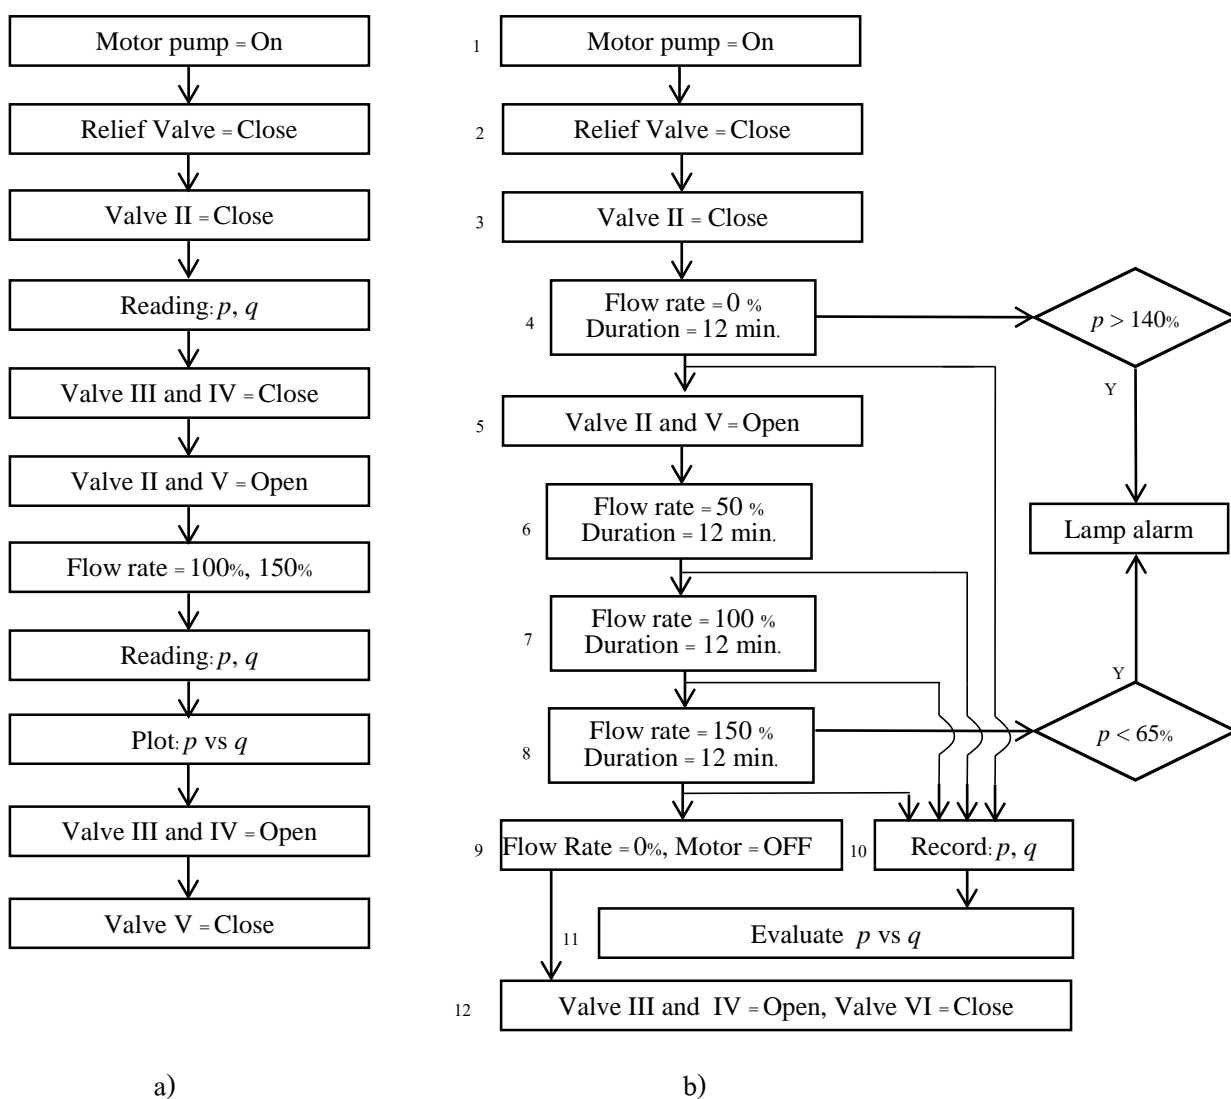 Motor pump = On
Relief Valve = Close
Valve II = Close
Reading: p, q
Valve III and IV = Close
Valve II and V = Open
Flow rate = 100%, 150%
Reading: p, q
Plot: p vs q
Valve III and IV = Open
Valve V = Close
a)
1
Motor pump = On
2
Relief Valve = Close
3
Valve II = Close
4
Flow rate = 0 %
Duration = 12 min.
p > 140%
Y
5
Valve II and V = Open
6
Flow rate = 50 %
Duration = 12 min.
Lamp alarm
7
Flow rate = 100 %
Duration = 12 min.
Y
8
Flow rate = 150 %
Duration = 12 min.
p < 65%
9
Flow Rate = 0%, Motor = OFF
10
Record: p, q
11
Evaluate p vs q
12
Valve III and IV = Open, Valve VI = Close
b)